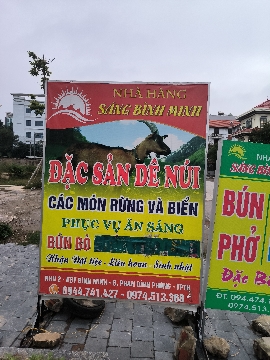 NHÀ HÀNG
SÁNG BÌNH MINH
ĐẶC SẢN DÊ NÚI
CÁC MÓN RỪNG VÀ BIỂN
PHỤC VỤ ĂN SÁNG
BÚN BÒ
Nhận Đặt tiệc - Liên hoan - Sinh nhật
0944.741.427 - 0974.513.368
BÚN
PHỞ
Đặc B